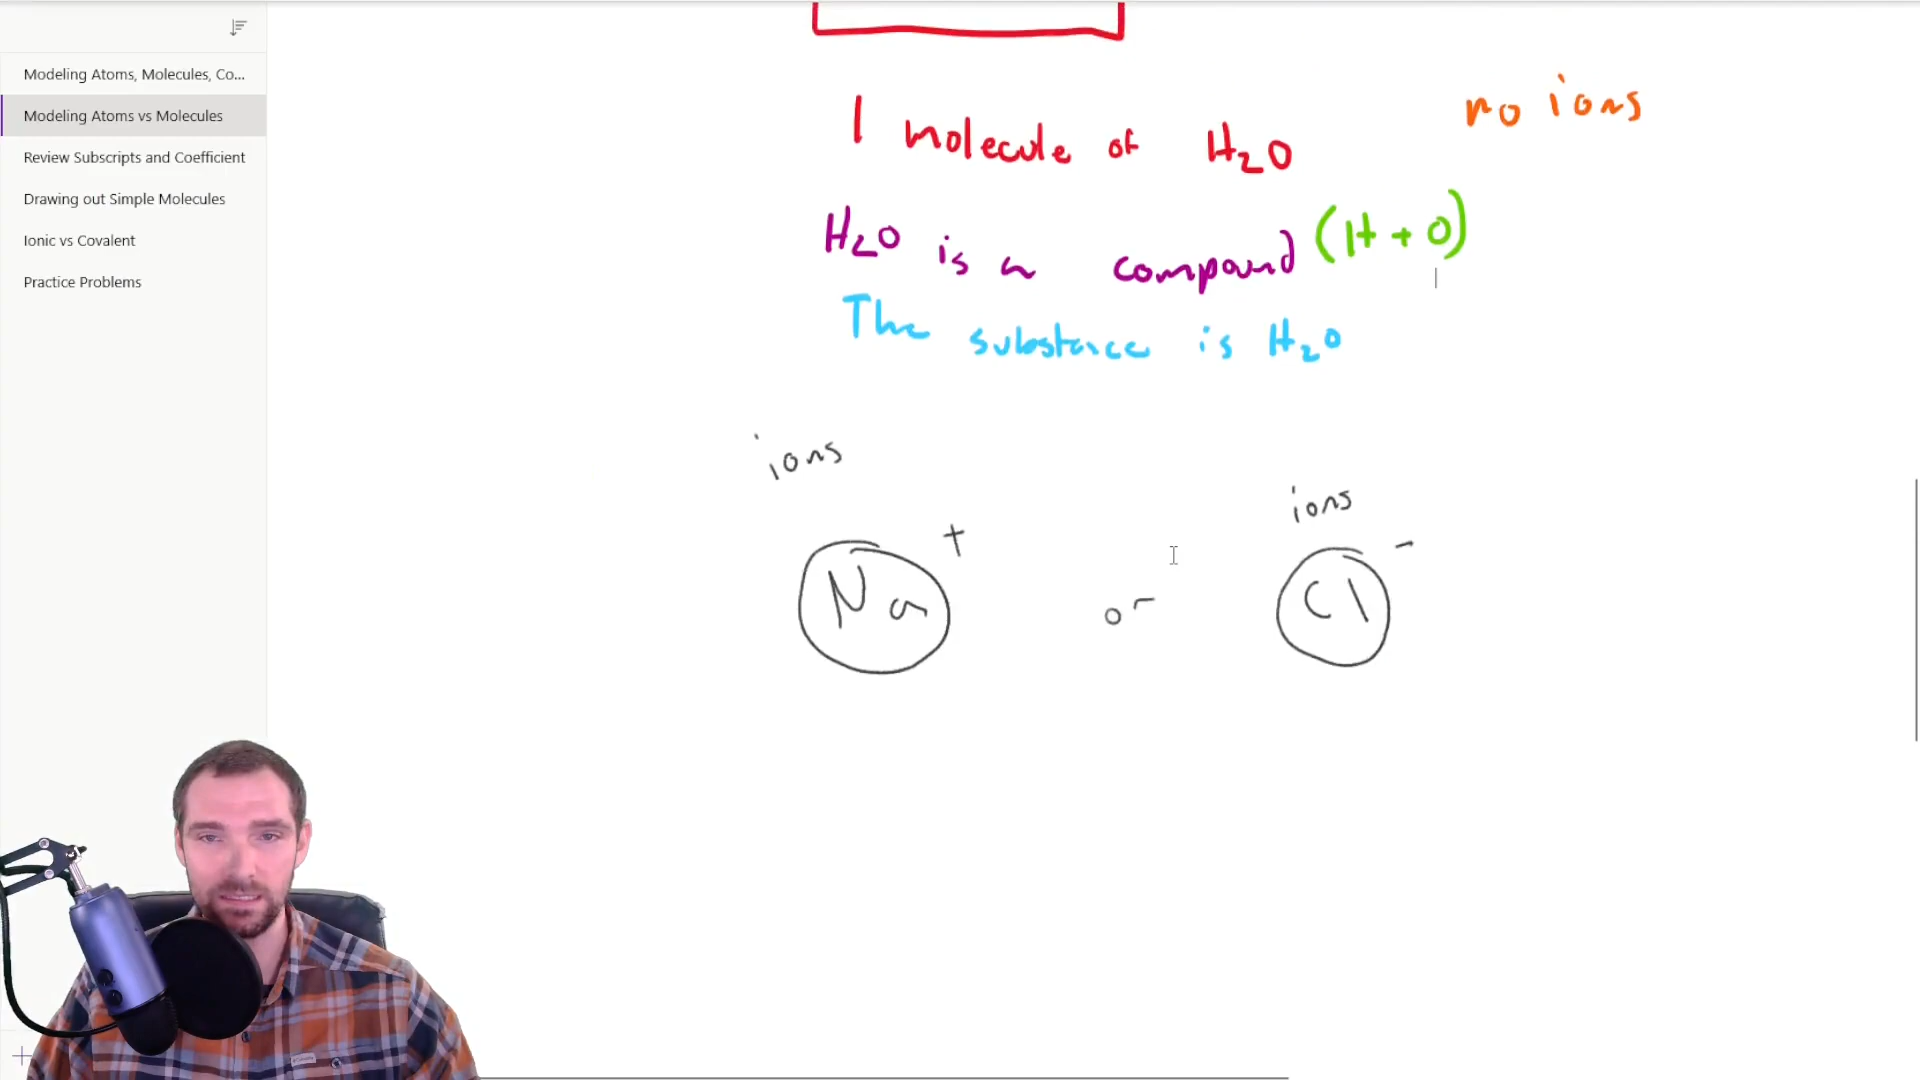 Modeling Atoms, Molecules, Co...
Modeling Atoms vs Molecules
Review Subscripts and Coefficient
Drawing out Simple Molecules
Ionic vs Covalent
Practice Problems
no ions
1 molecule of H₂O
H₂O is a compound (H + O)
The substance is H₂O
ions
ions
Na +
or
Cl -